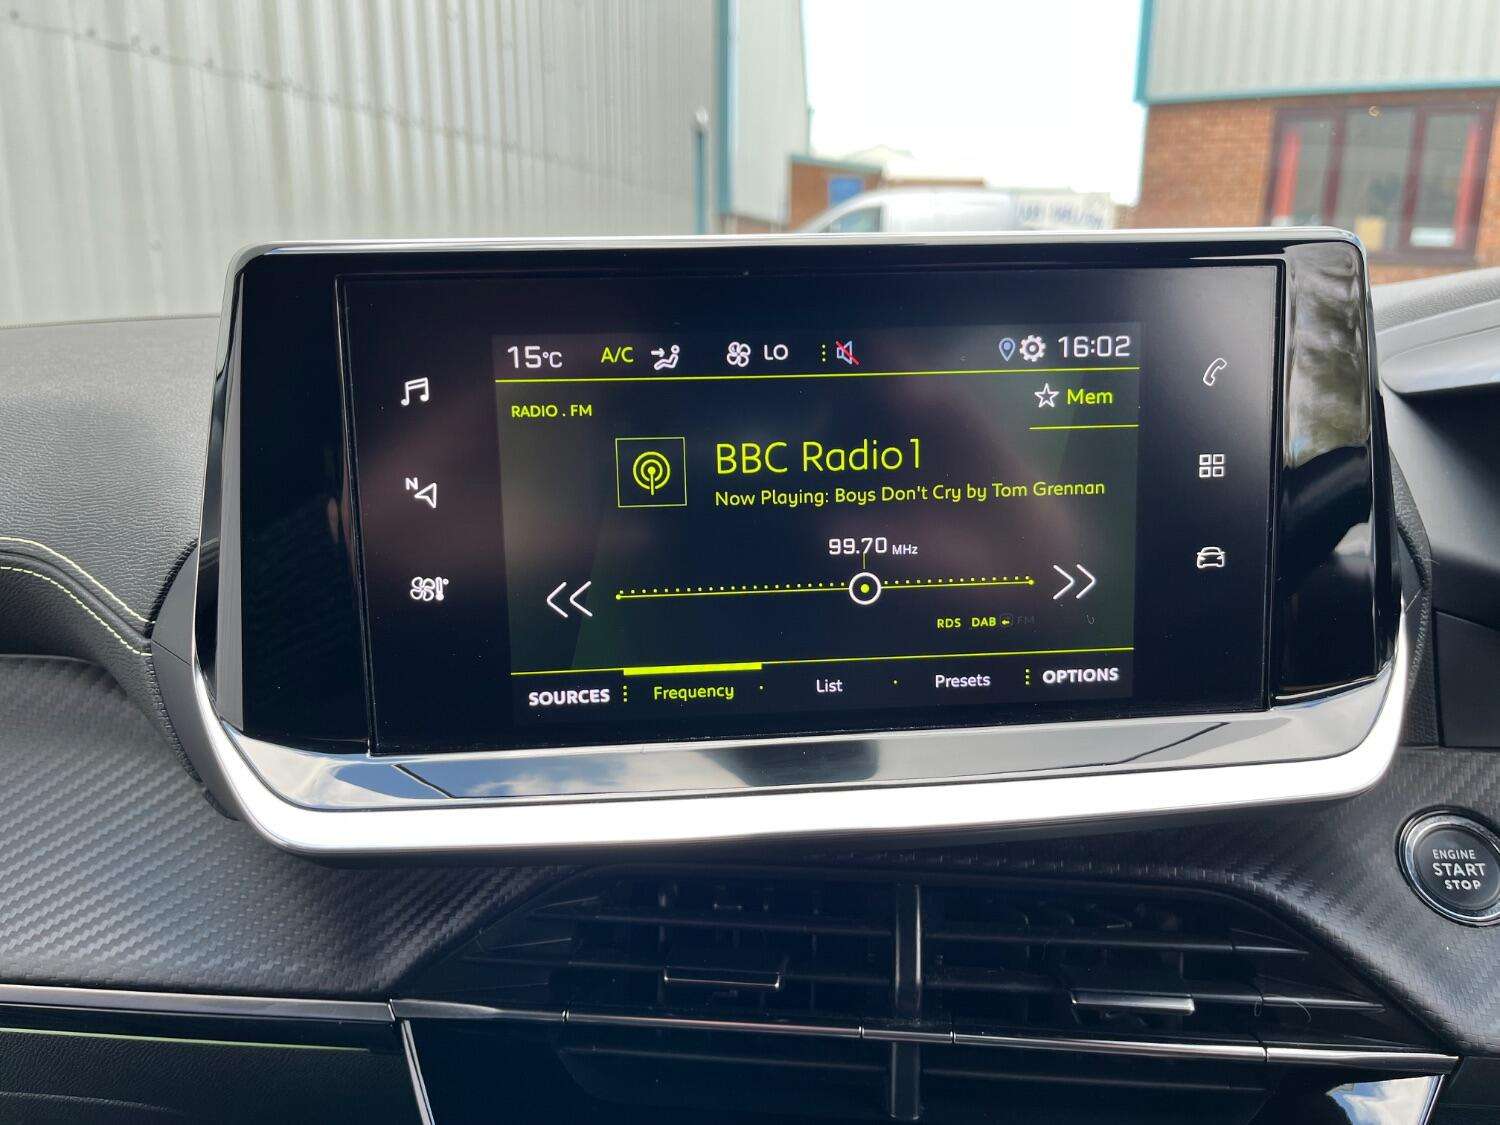 15°C A/C LO 16:02
RADIO . FM
Mem
BBC Radio1
Now Playing: Boys Don't Cry by Tom Grennan
99.70 MHz
RDS DAB FM
SOURCES Frequency List Presets OPTIONS
N
ENGINE
START
STOP